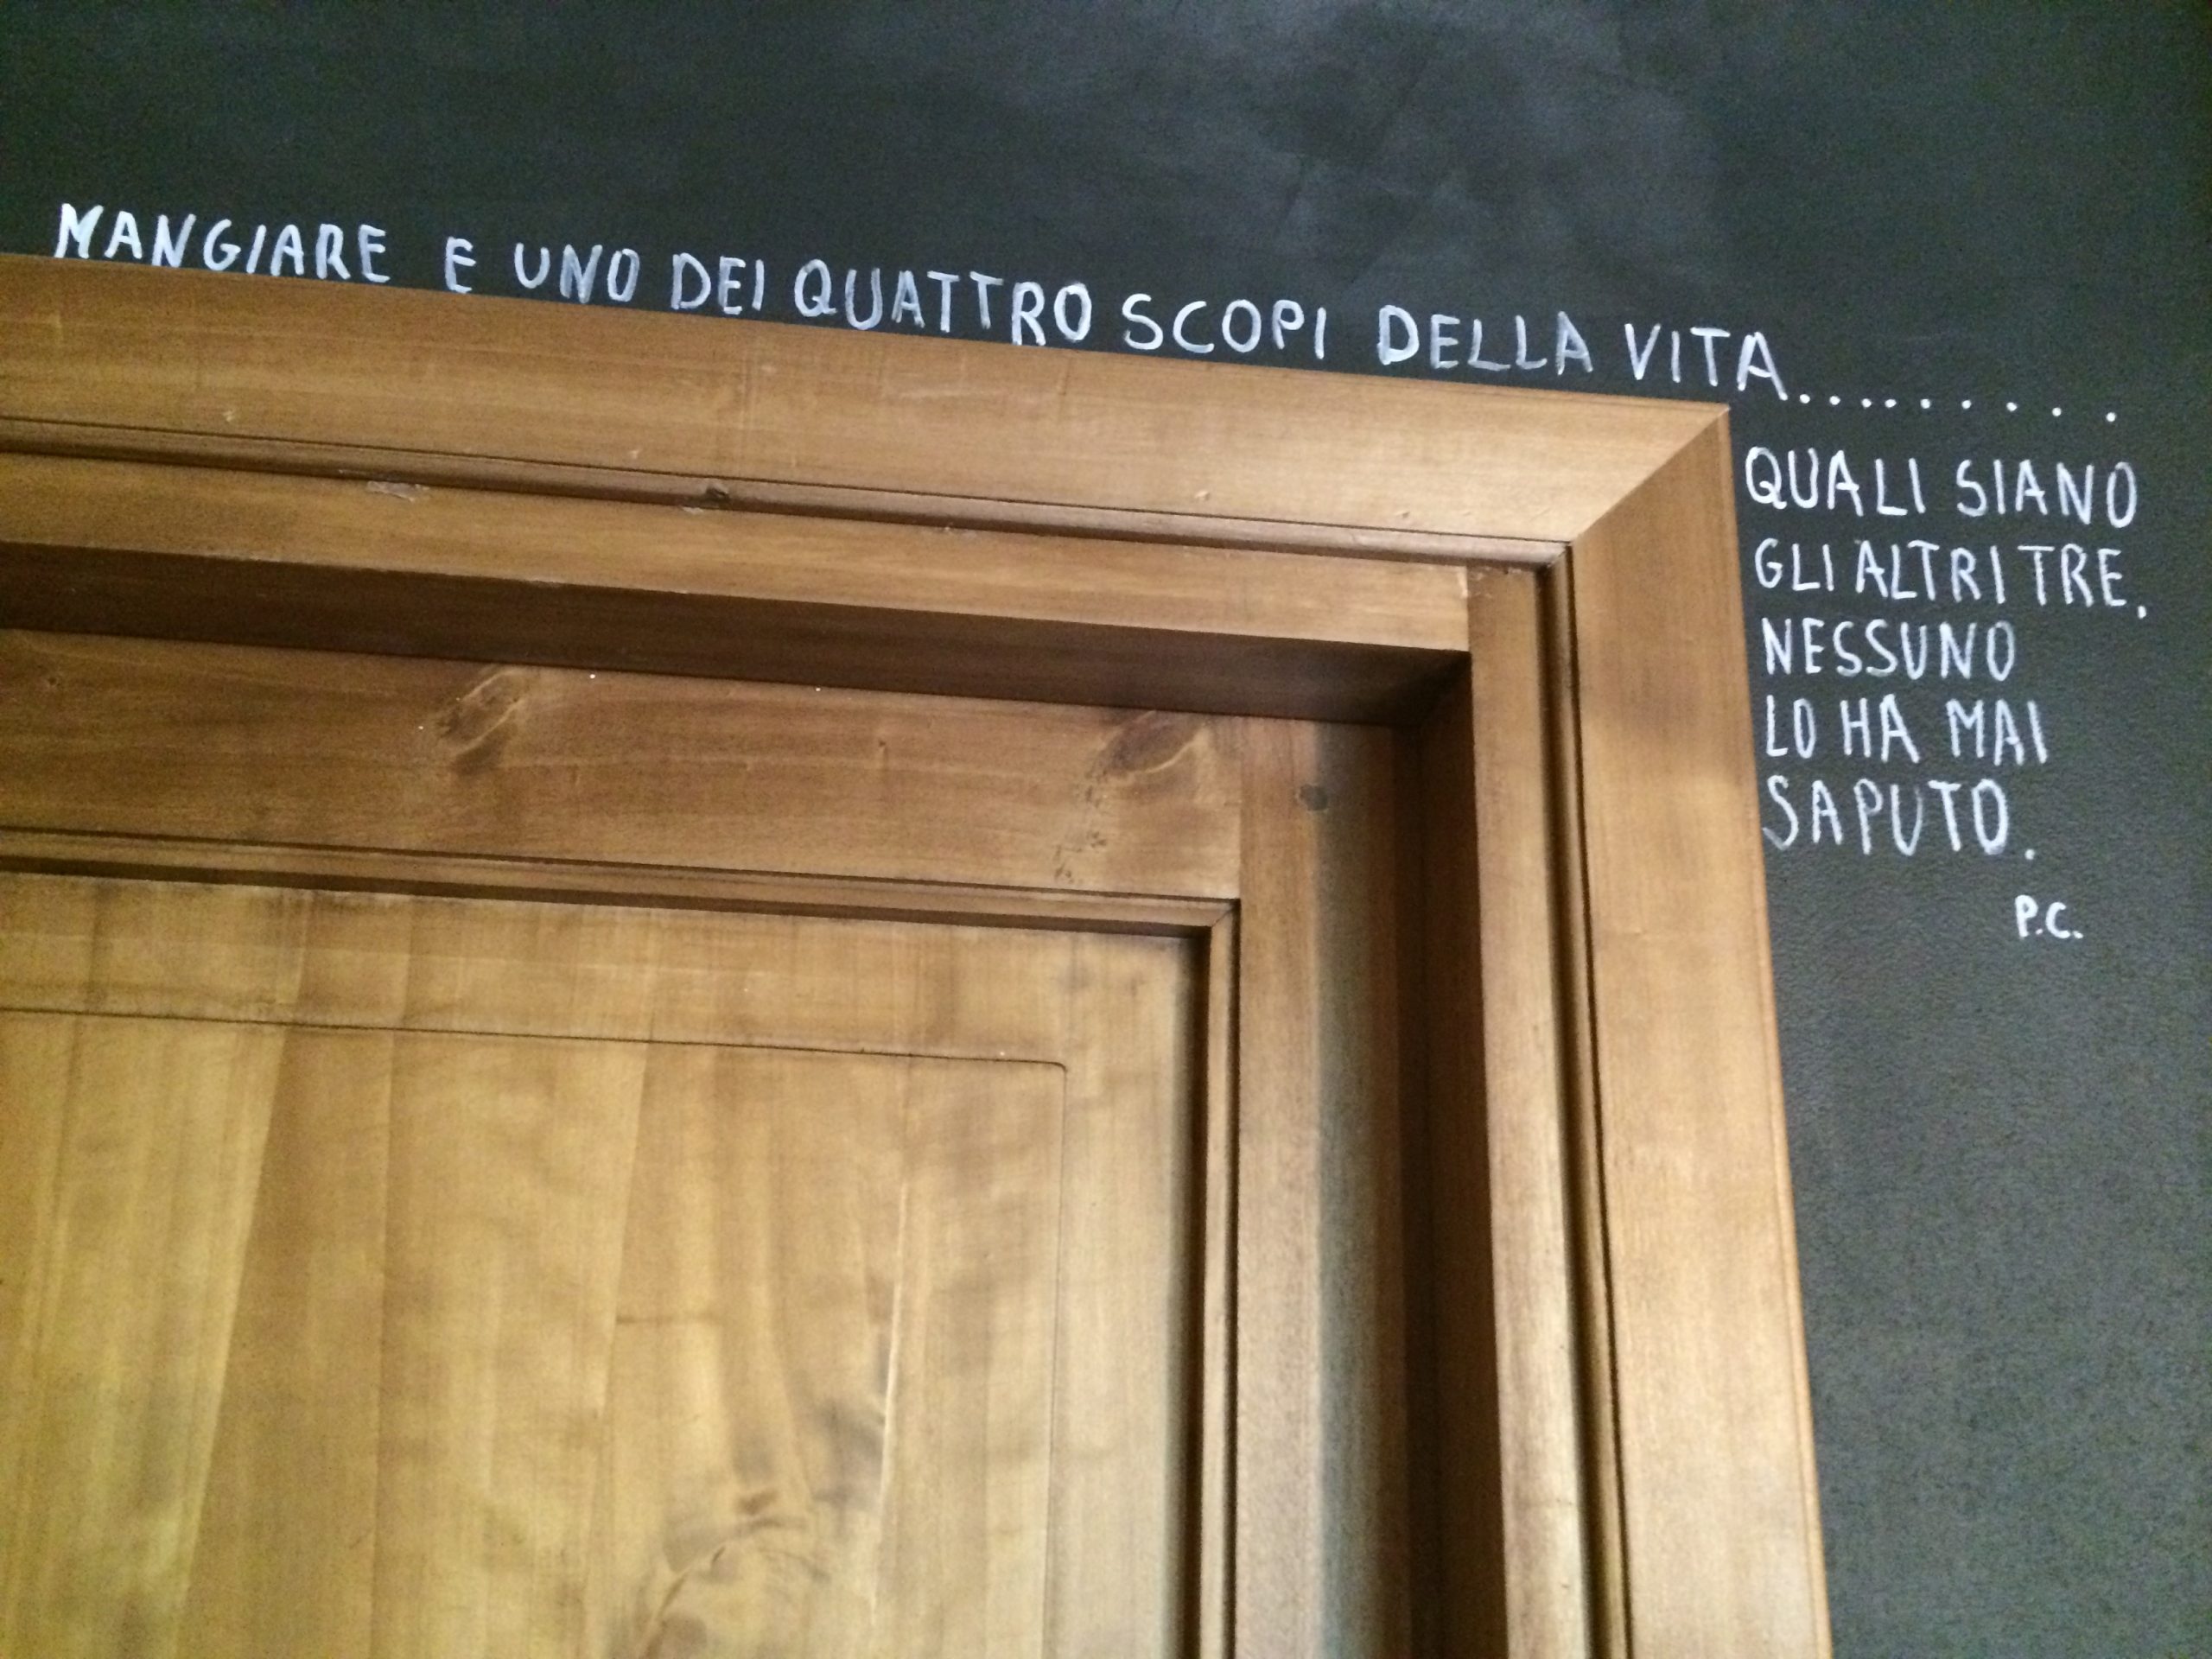 MANGIARE E UNO DEI QUATTRO SCOPI DELLA VITA..........
QUALI SIANO
GLI ALTRI TRE,
NESSUNO
LO HA MAI
SAPUTO.
P.C.